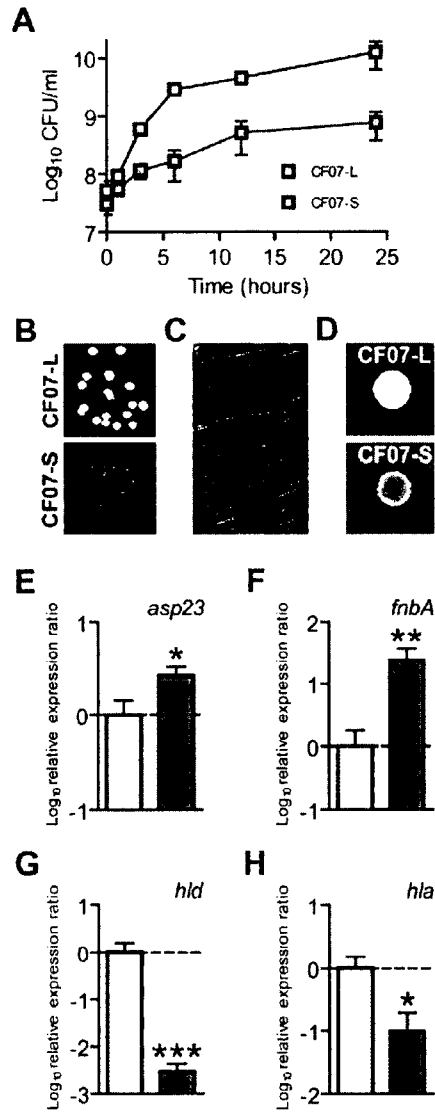 A
Log10 CFU/ml
10
9
8
7
0 5 10 15 20 25
Time (hours)
CF07-L
CF07-S
B C D
CF07-L
CF07-S
CF07-L
CF07-S
E
asp23
Log10 relative expression ratio
1
0
-1
*
F
fnbA
Log10 relative expression ratio
2
1
0
-1
**
G
hld
Log10 relative expression ratio
1
0
-1
-2
-3
***
H
hla
Log10 relative expression ratio
1
0
-1
-2
*